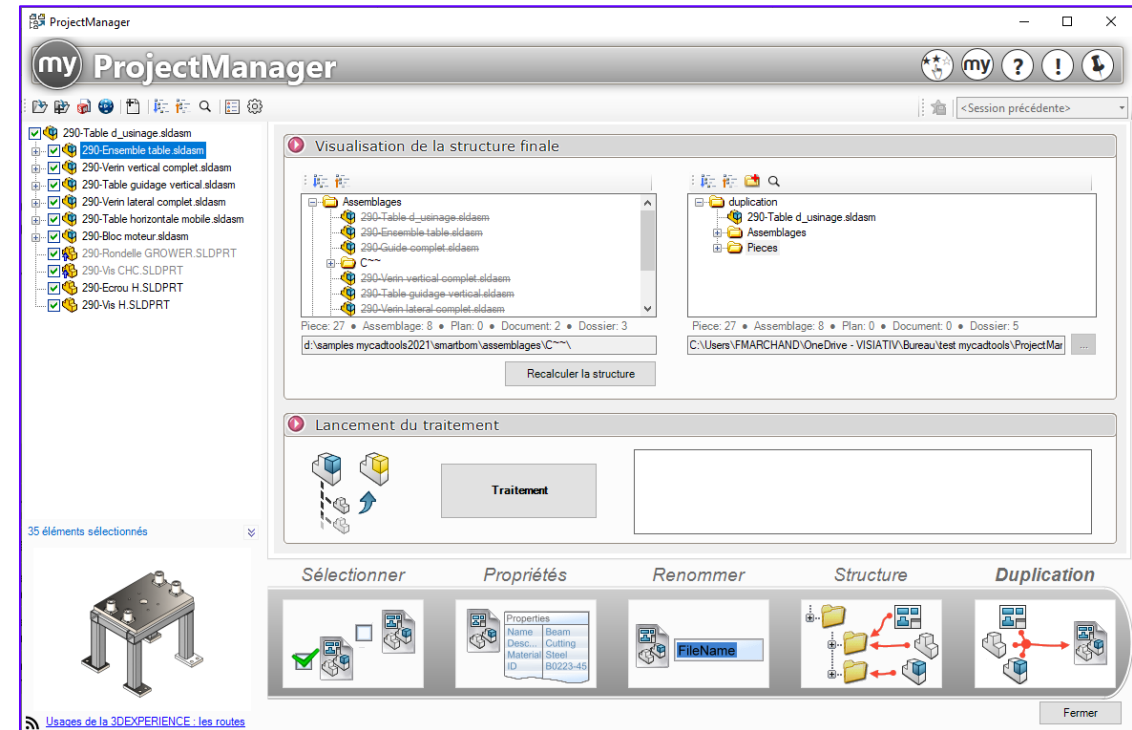 ProjectManager
my ProjectManager
my ? !
<Session précédente>
290-Table d_usinage.sldasm
290-Ensemble table.sldasm
290-Verin vertical complet.sldasm
290-Table guidage vertical.sldasm
290-Verin lateral complet.sldasm
290-Table horizontale mobile.sldasm
290-Bloc moteur.sldasm
290-Rondelle GROWER.SLDPRT
290-Vis CHC.SLDPRT
290-Ecrou H.SLDPRT
290-Vis H.SLDPRT
35 éléments sélectionnés
Usages de la 3DEXPERIENCE : les routes
Visualisation de la structure finale
Assemblages
290-Table d_usinage.sldasm
290-Ensemble table.sldasm
290-Guide complet.sldasm
C~~
290-Verin vertical complet.sldasm
290-Table guidage vertical.sldasm
290-Verin lateral complet.sldasm
Piece: 27 ● Assemblage: 8 ● Plan: 0 ● Document: 2 ● Dossier: 3
d:\samples mycadtools2021\smartbom\assemblages\C~~\
Recalculer la structure
duplication
290-Table d_usinage.sldasm
Assemblages
Pieces
Piece: 27 ● Assemblage: 8 ● Plan: 0 ● Document: 0 ● Dossier: 5
C:\Users\FMARCHAND\OneDrive - VISIATIV\Bureau\test mycadtools\ProjectMar
...
Lancement du traitement
Traitement
Sélectionner
Propriétés
Renommer
Structure
Duplication
Properties
Name Beam
Desc... Cutting
Material Steel
ID B0223-45
FileName
Fermer